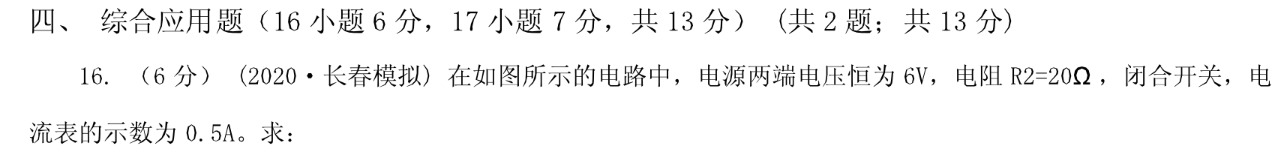 四、 综合应用题（16 小题 6 分，17 小题 7 分，共 13 分） (共 2 题；共 13 分)
16. （6 分） (2020·长春模拟) 在如图所示的电路中，电源两端电压恒为 6V，电阻 R2=20Ω ，闭合开关，电
流表的示数为 0.5A。求：